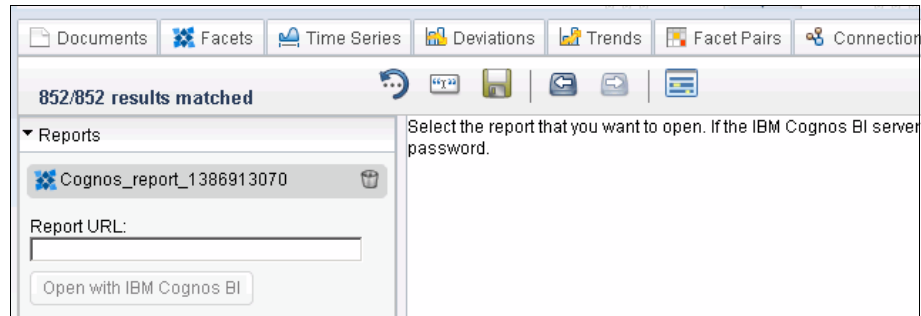 Documents Facets Time Series Deviations Trends Facet Pairs Connection
852/852 results matched
Reports
Select the report that you want to open. If the IBM Cognos BI server
password.
Cognos_report_1386913070
Report URL:
Open with IBM Cognos BI